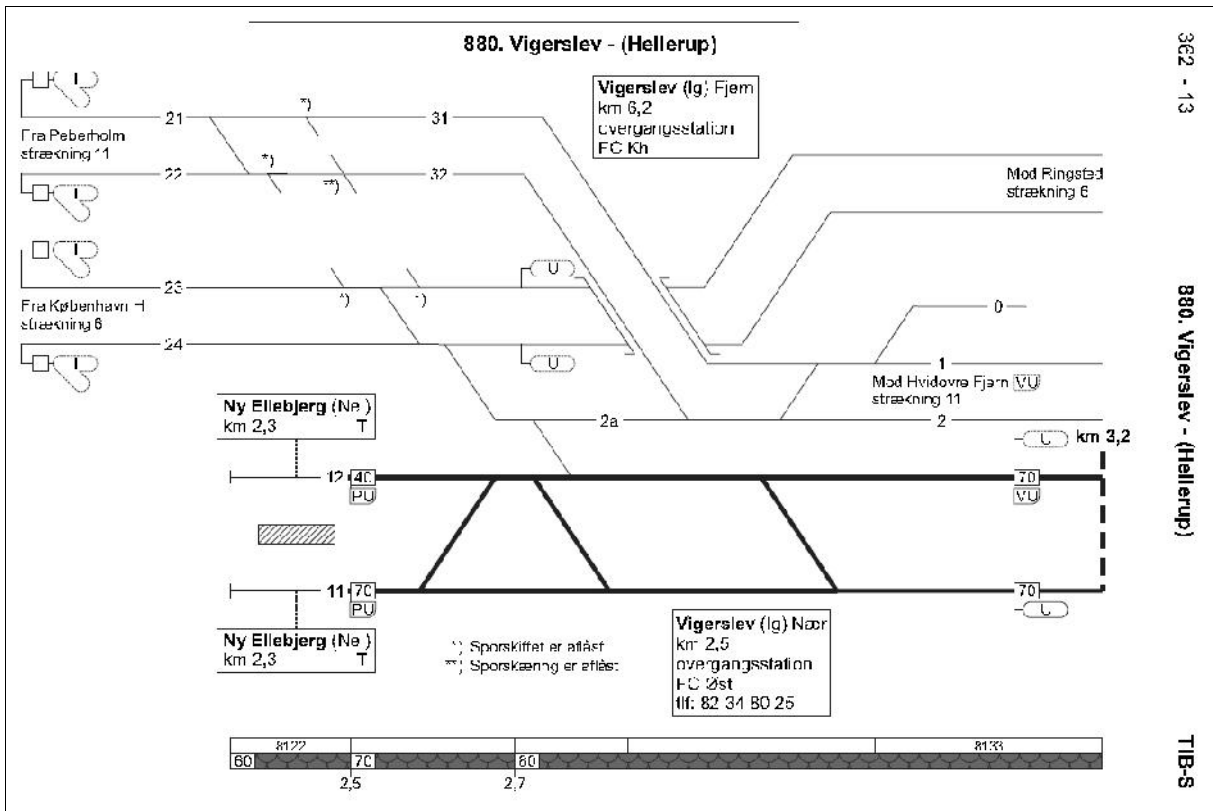 880. Vigerslev - (Hellerup)
362 - 13
Vigerslev (Ig) Fjern
km 6,2
overgangsstation
FC Kh
I
21
*)
31
Fra Peberholm
strækning 11
*)
22
**)
32
I
Mod Ringsted
strækning 6
I
U
23
*)
*)
Fra København H
strækning 6
24
I
U
0
1
Mod Hvidovre Fjern VU
strækning 11
880. Vigerslev - (Hellerup)
Ny Ellebjerg (Ne)
km 2,3 T
2a
2
U km 3,2
12 40
PU
70
VU
11 70
PU
70
U
Ny Ellebjerg (Ne)
km 2,3 T
*) Sporskiftet er aflåst
**) Sporskæring er aflåst
Vigerslev (Ig) Nær
km 2,5
overgangsstation
FC Øst
tlf: 82 34 80 25
8122
8133
60
70
60
2,5
2,7
TIB-S